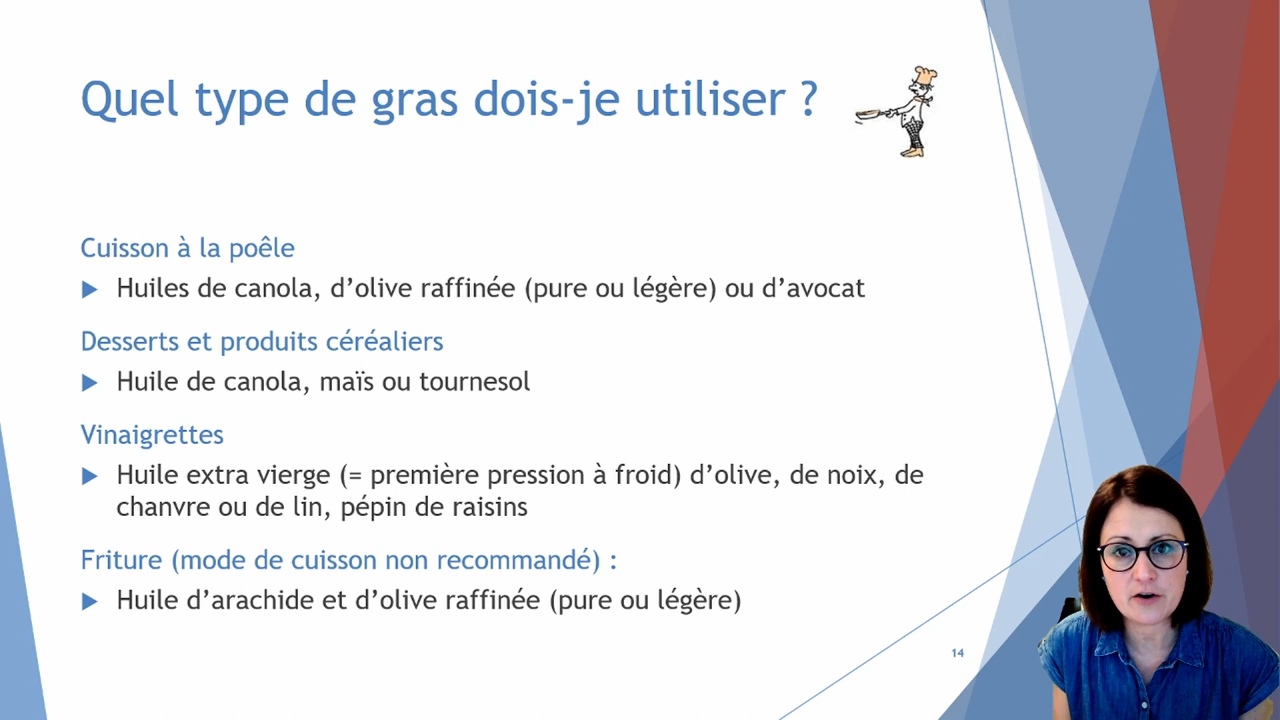 Quel type de gras dois-je utiliser ?
Cuisson à la poêle
Huiles de canola, d’olive raffinée (pure ou légère) ou d’avocat
Desserts et produits céréaliers
Huile de canola, maïs ou tournesol
Vinaigrettes
Huile extra vierge (= première pression à froid) d’olive, de noix, de
chanvre ou de lin, pépin de raisins
Friture (mode de cuisson non recommandé) :
Huile d’arachide et d’olive raffinée (pure ou légère)
14